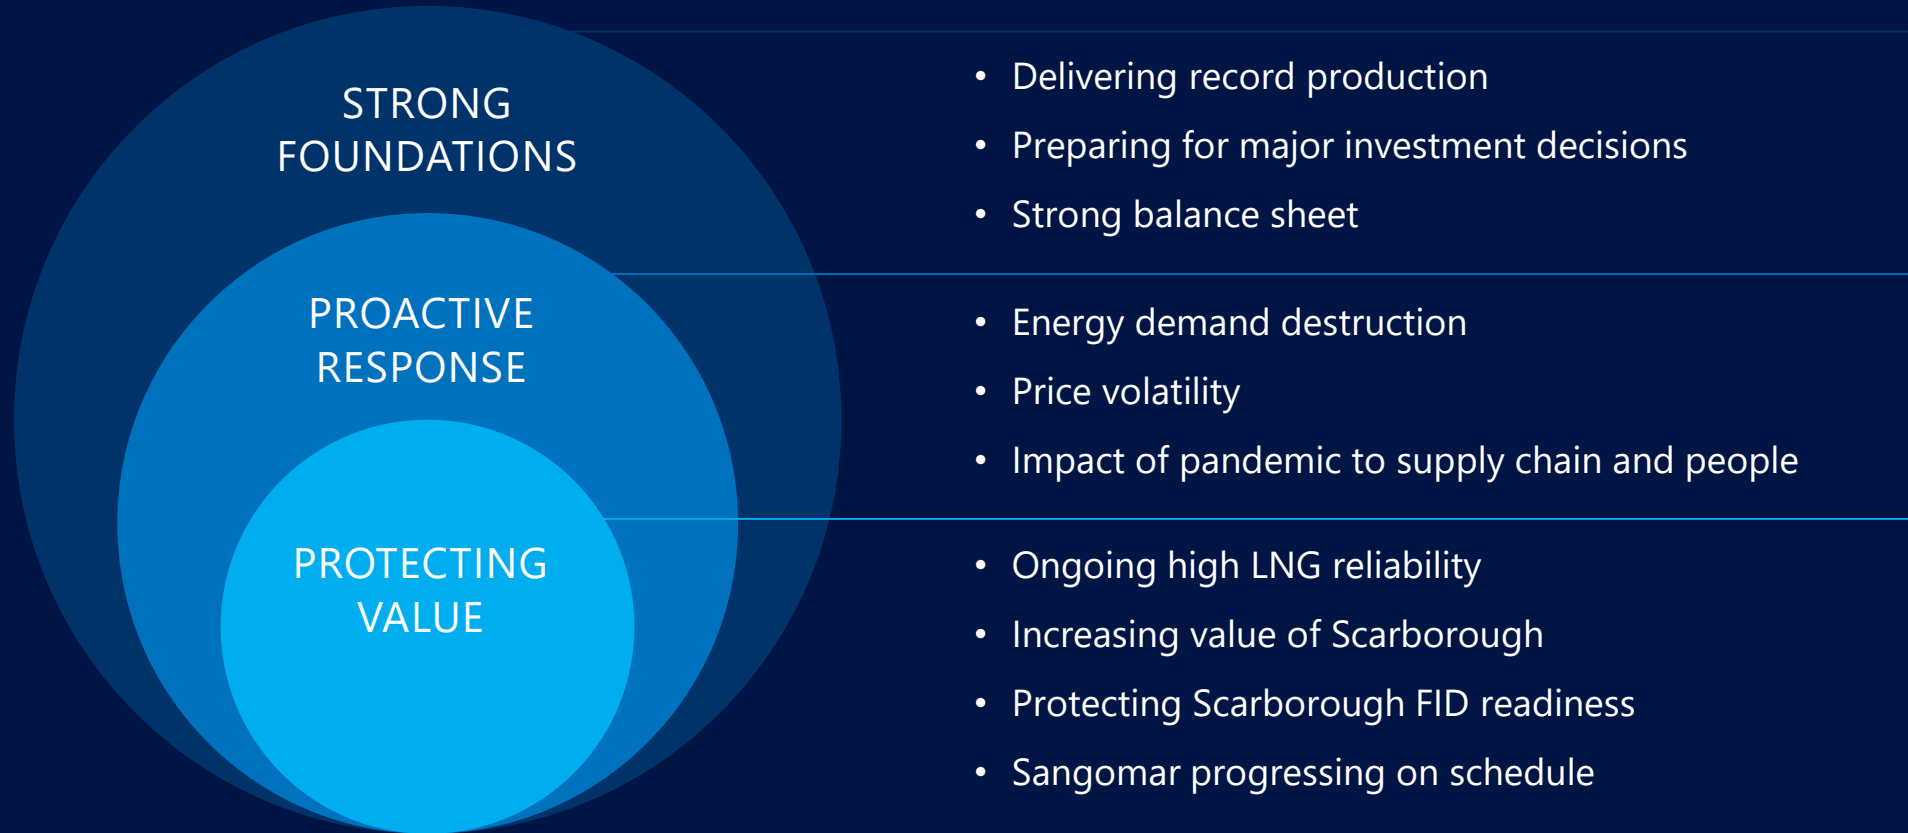 STRONG
FOUNDATIONS
• Delivering record production
• Preparing for major investment decisions
• Strong balance sheet
PROACTIVE
RESPONSE
• Energy demand destruction
• Price volatility
• Impact of pandemic to supply chain and people
PROTECTING
VALUE
• Ongoing high LNG reliability
• Increasing value of Scarborough
• Protecting Scarborough FID readiness
• Sangomar progressing on schedule